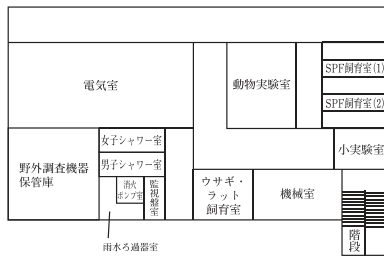 電気室
動物実験室
SPF飼育室(1)
SPF飼育室(2)
女子シャワー室
男子シャワー室
小実験室
野外調査機器
保管庫
消火
ポンプ室
監視盤室
ウサギ・
ラット
飼育室
機械室
階段
雨水ろ過器室